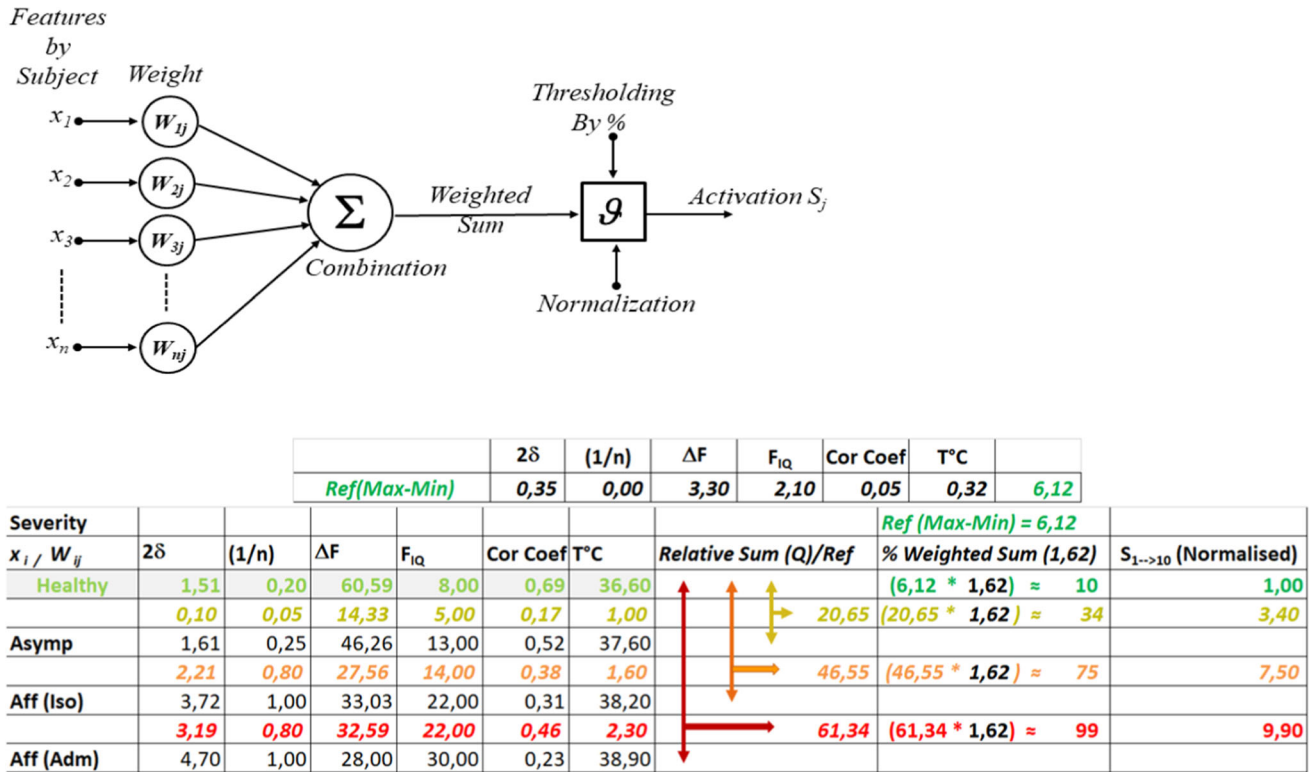 Features
by
Subject Weight
Thresholding
By %
x1 W1j
x2 W2j
x3 W3j
xn Wnj
Σ
Combination
Weighted
Sum
ϑ
Activation Sj
Normalization
2δ (1/n) ΔF FIQ Cor Coef T°C
Ref(Max-Min) 0,35 0,00 3,30 2,10 0,05 0,32 6,12
Severity Ref (Max-Min) = 6,12
xi / Wij 2δ (1/n) ΔF FIQ Cor Coef T°C Relative Sum (Q)/Ref % Weighted Sum (1,62) S1-->10 (Normalised)
Healthy 1,51 0,20 60,59 8,00 0,69 36,60 (6,12 * 1,62) ≈ 10 1,00
0,10 0,05 14,33 5,00 0,17 1,00 20,65 (20,65 * 1,62 ) ≈ 34 3,40
Asymp 1,61 0,25 46,26 13,00 0,52 37,60
2,21 0,80 27,56 14,00 0,38 1,60 46,55 (46,55 * 1,62 ) ≈ 75 7,50
Aff (Iso) 3,72 1,00 33,03 22,00 0,31 38,20
3,19 0,80 32,59 22,00 0,46 2,30 61,34 (61,34 * 1,62) ≈ 99 9,90
Aff (Adm) 4,70 1,00 28,00 30,00 0,23 38,90